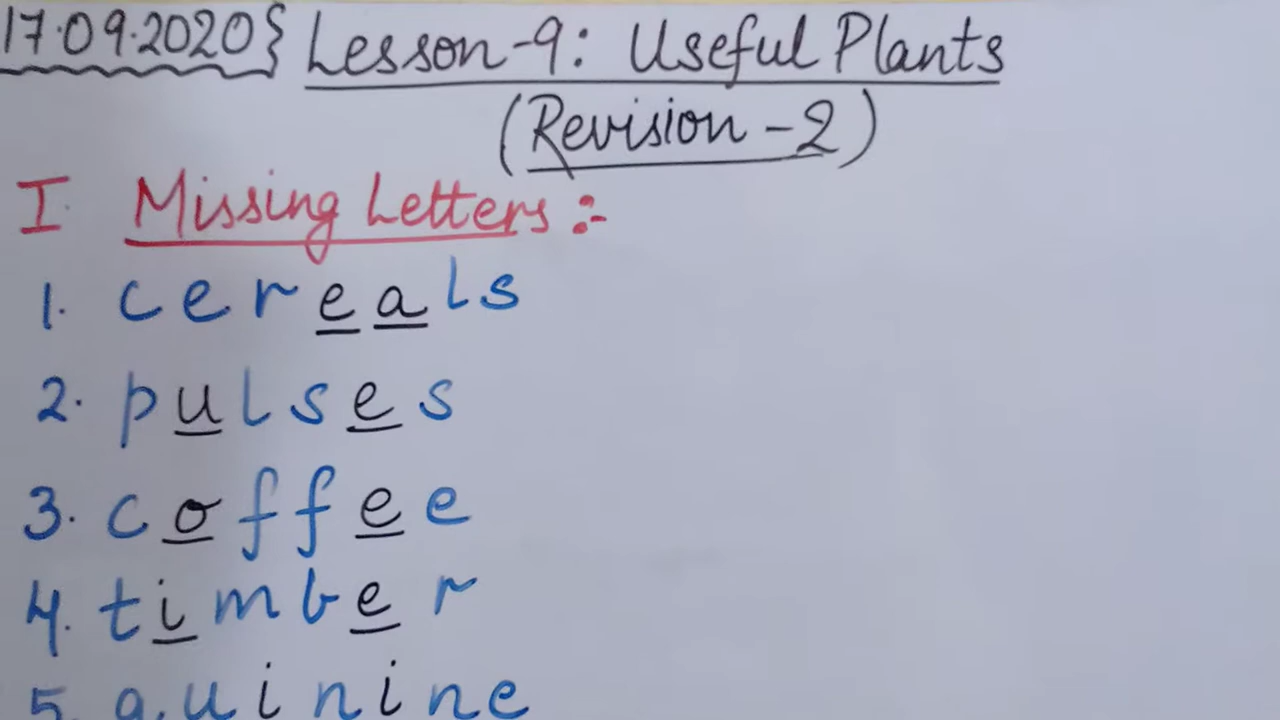 17.09.2020} Lesson-9: Useful Plants
(Revision-2)
I. Missing Letters :-
1. cereals
2. pulses
3. coffee
4. timber
5. quinine